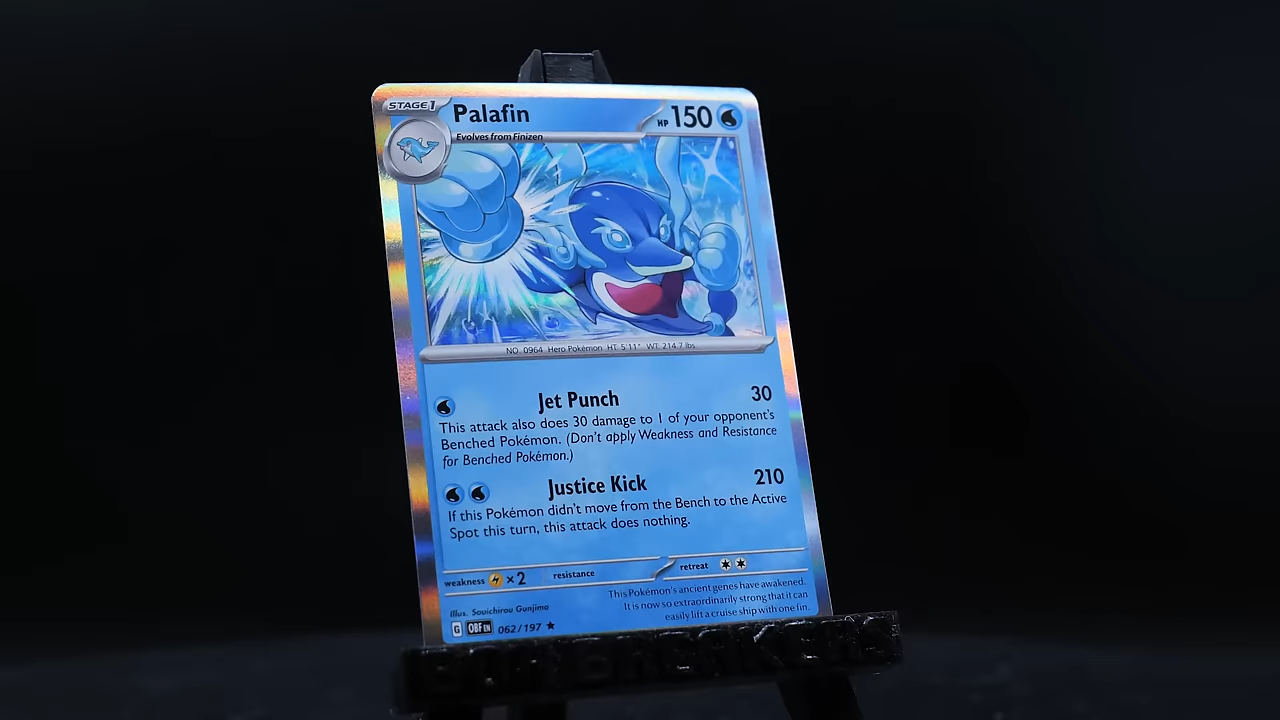 STAGE 1
Palafin
HP 150
Evolves from Finizen
NO. 0964 Hero Pokémon HT: 5'11" WT: 214.7 lbs.
Jet Punch 30
This attack also does 30 damage to 1 of your opponent's
Benched Pokémon. (Don't apply Weakness and Resistance
for Benched Pokémon.)
Justice Kick 210
If this Pokémon didn't move from the Bench to the Active
Spot this turn, this attack does nothing.
weakness ×2 resistance retreat
This Pokémon's ancient genes have awakened.
It is now so extraordinarily strong that it can
easily lift a cruise ship with one fin.
Illus. Souichirou Gunjima
G OBF EN 062/197